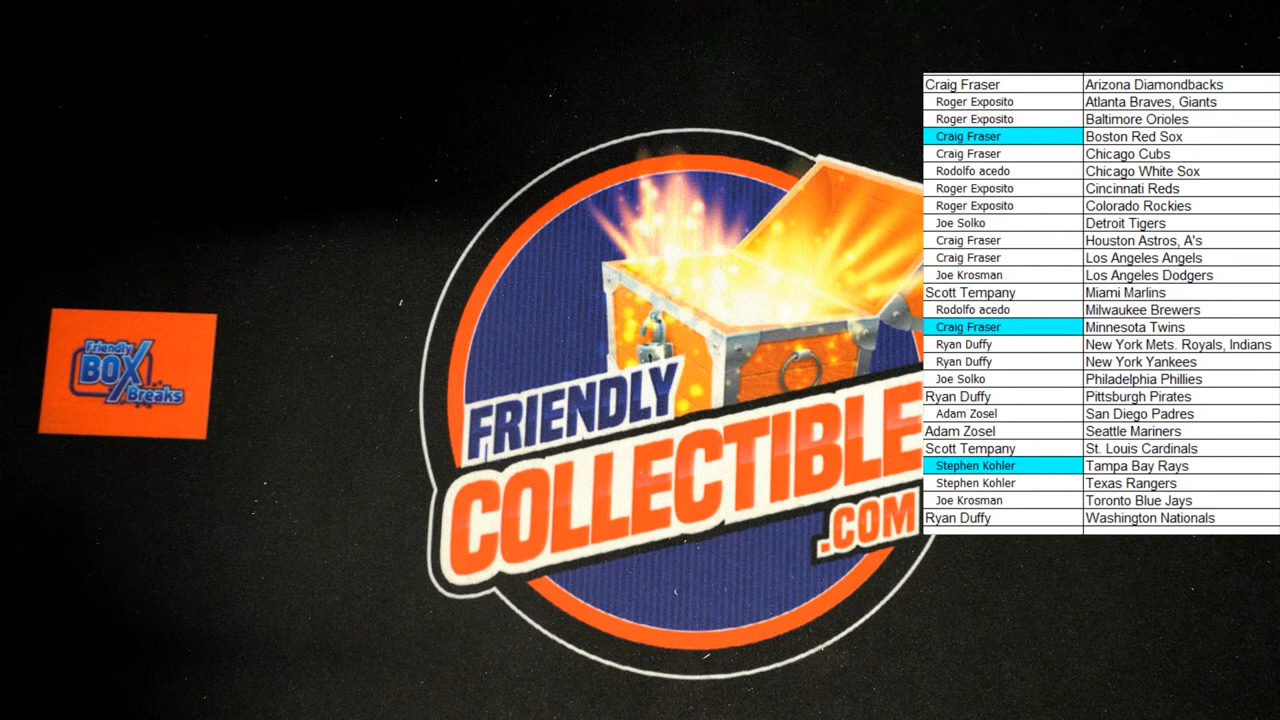 Friendly
BOX
Breaks
FRIENDLY
COLLECTIBLE
.COM
Craig Fraser Arizona Diamondbacks
Roger Exposito Atlanta Braves, Giants
Roger Exposito Baltimore Orioles
Craig Fraser Boston Red Sox
Craig Fraser Chicago Cubs
Rodolfo acedo Chicago White Sox
Roger Exposito Cincinnati Reds
Roger Exposito Colorado Rockies
Joe Solko Detroit Tigers
Craig Fraser Houston Astros, A's
Craig Fraser Los Angeles Angels
Joe Krosman Los Angeles Dodgers
Scott Tempany Miami Marlins
Rodolfo acedo Milwaukee Brewers
Craig Fraser Minnesota Twins
Ryan Duffy New York Mets. Royals, Indians
Ryan Duffy New York Yankees
Joe Solko Philadelphia Phillies
Ryan Duffy Pittsburgh Pirates
Adam Zosel San Diego Padres
Adam Zosel Seattle Mariners
Scott Tempany St. Louis Cardinals
Stephen Kohler Tampa Bay Rays
Stephen Kohler Texas Rangers
Joe Krosman Toronto Blue Jays
Ryan Duffy Washington Nationals